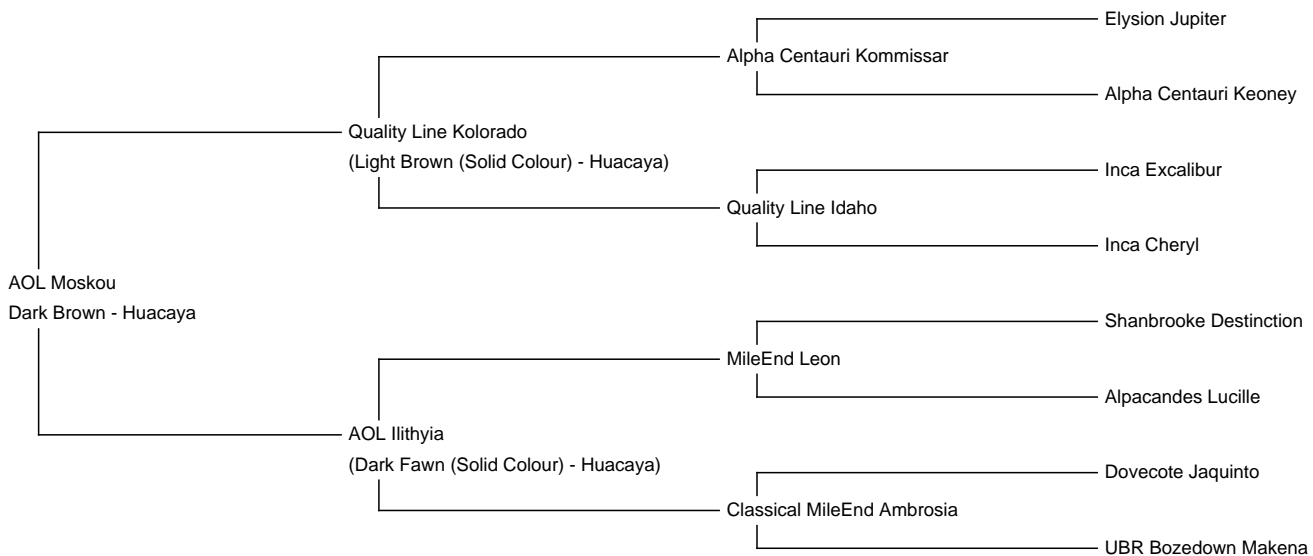 Elysion Jupiter
Alpha Centauri Kommissar
Alpha Centauri Keoney
Quality Line Kolorado
(Light Brown (Solid Colour) - Huacaya)
Inca Excalibur
Quality Line Idaho
Inca Cheryl
AOL Moskou
Dark Brown - Huacaya
Shanbrooke Destinction
MileEnd Leon
Alpacandes Lucille
AOL Ilithyia
(Dark Fawn (Solid Colour) - Huacaya)
Dovecote Jaquinto
Classical MileEnd Ambrosia
UBR Bozedown Makena